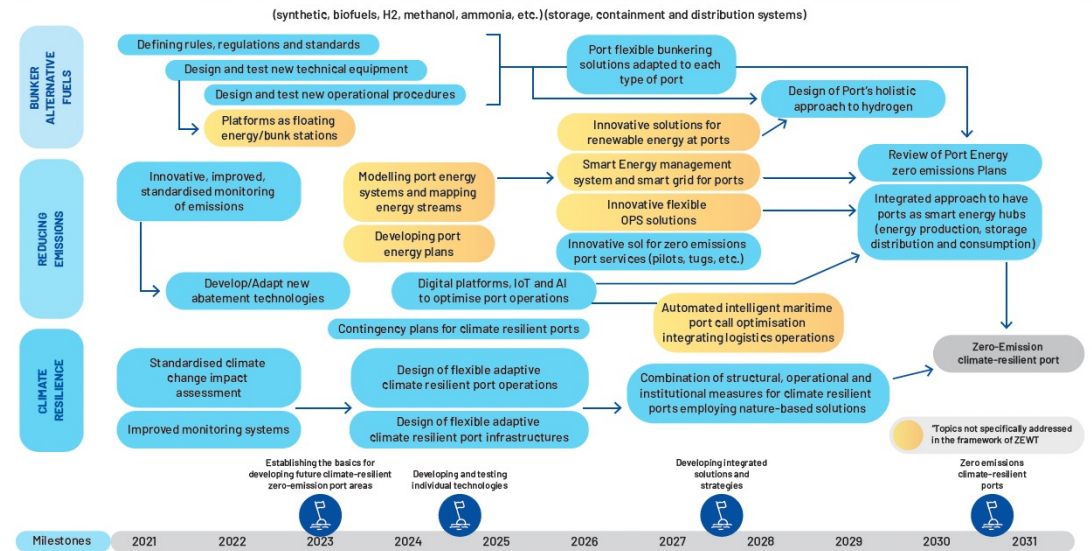 (synthetic, biofuels, H2, methanol, ammonia, etc.)(storage, containment and distribution systems)
BUNKER
ALTERNATIVE
FUELS
Defining rules, regulations and standards
Design and test new technical equipment
Design and test new operational procedures
Platforms as floating
energy/bunk stations
Port flexible bunkering
solutions adapted to each
type of port
Design of Port's holistic
approach to hydrogen
Innovative solutions for
renewable energy at ports
REDUCING
EMISSIONS
Innovative, improved,
standardised monitoring
of emissions
Modelling port energy
systems and mapping
energy streams
Developing port
energy plans
Smart Energy management
system and smart grid for ports
Innovative flexible
OPS solutions
Innovative sol for zero emissions
port services (pilots, tugs, etc.)
Review of Port Energy
zero emissions Plans
Integrated approach to have
ports as smart energy hubs
(energy production, storage
distribution and consumption)
Develop/Adapt new
abatement technologies
Digital platforms, IoT and AI
to optimise port operations
Automated intelligent maritime
port call optimisation
integrating logistics operations
CLIMATE
RESILIENCE
Contingency plans for climate resilient ports
Standardised climate
change impact
assessment
Improved monitoring systems
Design of flexible adaptive
climate resilient port operations
Design of flexible adaptive
climate resilient port infrastructures
Combination of structural, operational and
institutional measures for climate resilient
ports employing nature-based solutions
Zero-Emission
climate-resilient port
"Topics not specifically addressed
in the framework of ZEWT
Establishing the basics for
developing future climate-resilient
zero-emission port areas
Developing and testing
individual technologies
Developing integrated
solutions and
strategies
Zero emissions
climate-resilient
ports
Milestones 2021 2022 2023 2024 2025 2026 2027 2028 2029 2030 2031